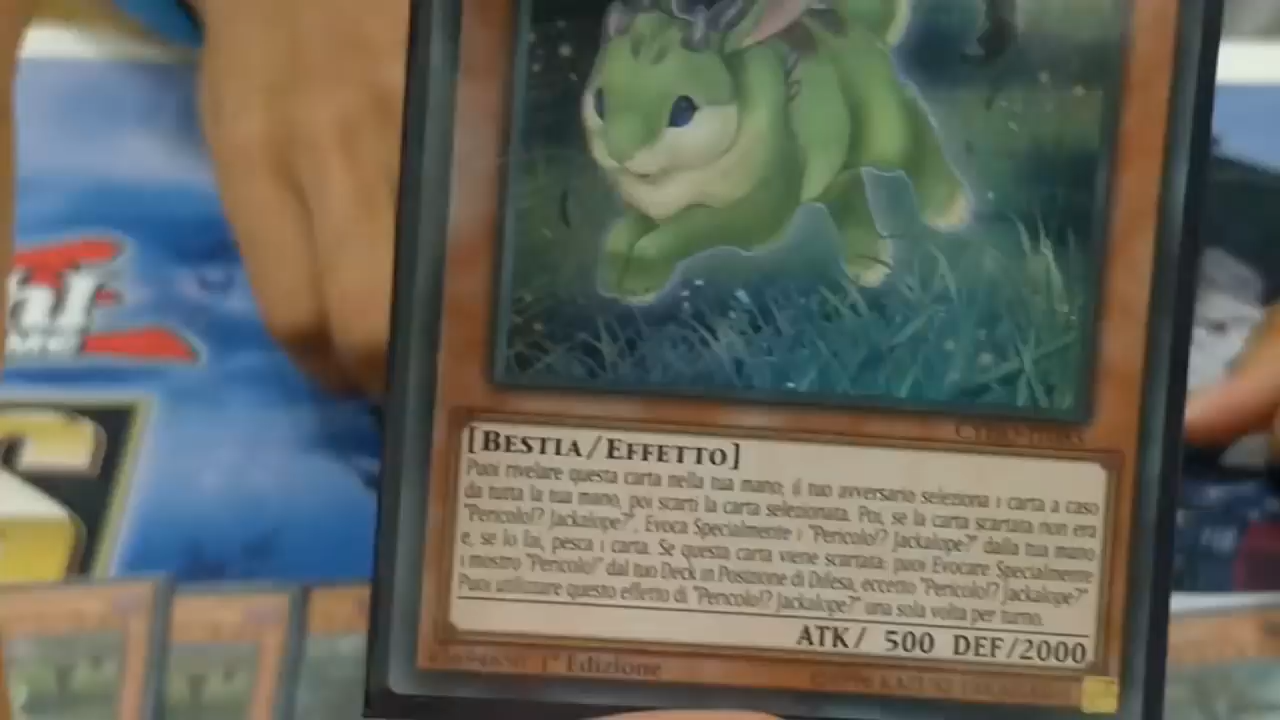 CYHO-IT085
[BESTIA/EFFETTO]
Puoi rivelare questa carta nella tua mano; il tuo avversario seleziona 1 carta a caso
da tutta la tua mano, poi scarti la carta selezionata. Poi, se la carta scartata non era
"Pericolo!? Jackalope?", Evoca Specialmente 1 "Pericolo!? Jackalope?" dalla tua mano
e, se lo fai, pesca 1 carta. Se questa carta viene scartata: puoi Evocare Specialmente
1 mostro "Pericolo!" dal tuo Deck in Posizione di Difesa, eccetto "Pericolo!? Jackalope?"
Puoi utilizzare questo effetto di "Pericolo!? Jackalope?" una sola volta per turno.
ATK/ 500 DEF/2000
1ª Edizione